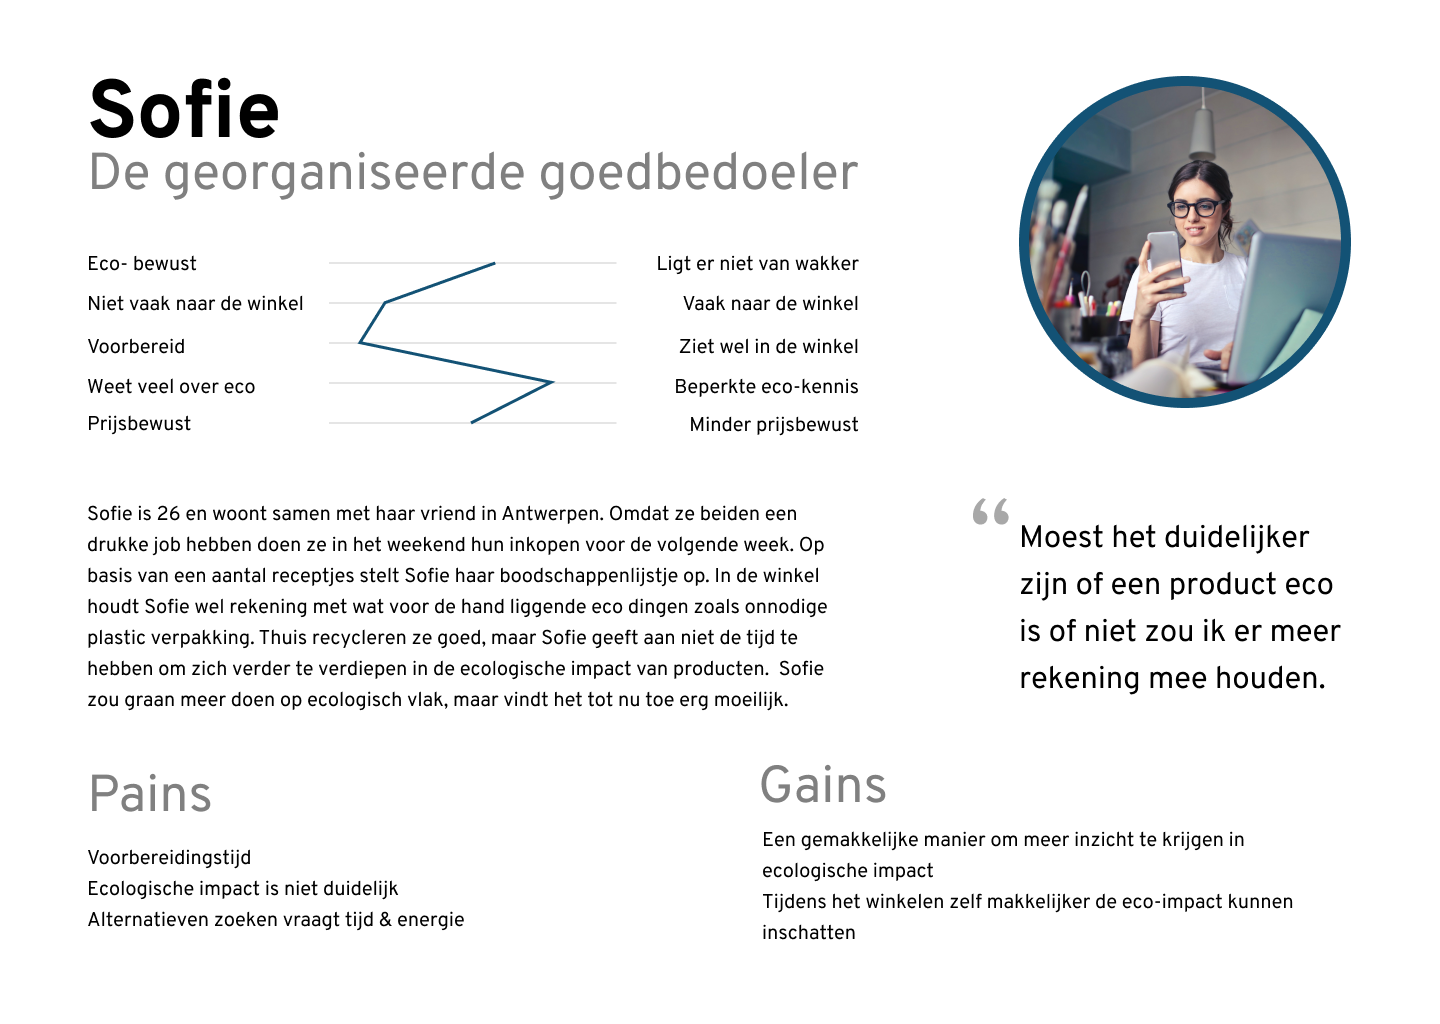 Sofie
De georganiseerde goedbedoeler
Eco- bewust
Ligt er niet van wakker
Niet vaak naar de winkel
Vaak naar de winkel
Voorbereid
Ziet wel in de winkel
Weet veel over eco
Beperkte eco-kennis
Prijsbewust
Minder prijsbewust
Sofie is 26 en woont samen met haar vriend in Antwerpen. Omdat ze beiden een
drukke job hebben doen ze in het weekend hun inkopen voor de volgende week. Op
basis van een aantal receptjes stelt Sofie haar boodschappenlijstje op. In de winkel
houdt Sofie wel rekening met wat voor de hand liggende eco dingen zoals onnodige
plastic verpakking. Thuis recycleren ze goed, maar Sofie geeft aan niet de tijd te
hebben om zich verder te verdiepen in de ecologische impact van producten.  Sofie
zou graan meer doen op ecologisch vlak, maar vindt het tot nu toe erg moeilijk.
“
Moest het duidelijker
zijn of een product eco
is of niet zou ik er meer
rekening mee houden.
Pains
Voorbereidingstijd
Ecologische impact is niet duidelijk
Alternatieven zoeken vraagt tijd & energie
Gains
Een gemakkelijke manier om meer inzicht te krijgen in
ecologische impact
Tijdens het winkelen zelf makkelijker de eco-impact kunnen
inschatten